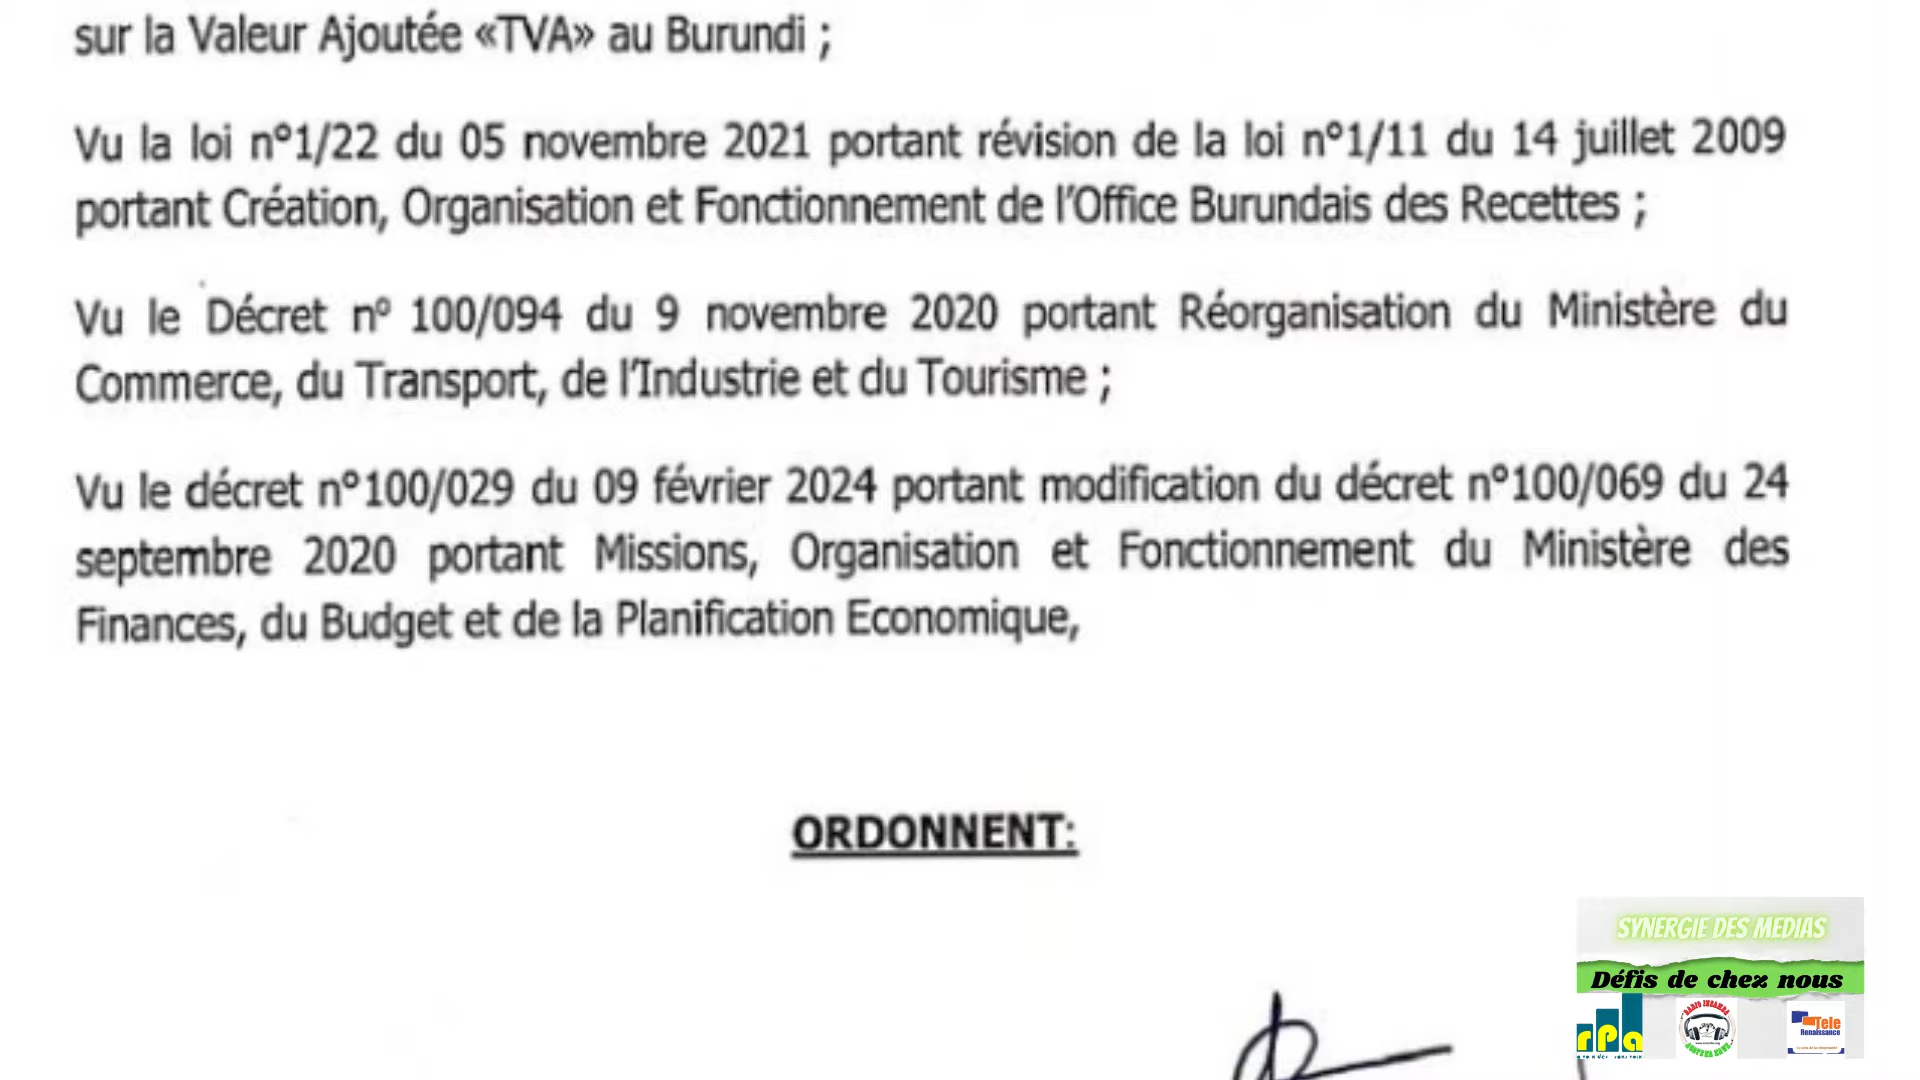 sur la Valeur Ajoutée «TVA» au Burundi ;
Vu la loi n°1/22 du 05 novembre 2021 portant révision de la loi n°1/11 du 14 juillet 2009
portant Création, Organisation et Fonctionnement de l'Office Burundais des Recettes ;
Vu le Décret n° 100/094 du 9 novembre 2020 portant Réorganisation du Ministère du
Commerce, du Transport, de l'Industrie et du Tourisme ;
Vu le décret n°100/029 du 09 février 2024 portant modification du décret n°100/069 du 24
septembre 2020 portant Missions, Organisation et Fonctionnement du Ministère des
Finances, du Budget et de la Planification Economique,
ORDONNENT:
SYNERGIE DES MEDIAS
Défis de chez nous
rPa
RADIO INZAMBA
Tele
Renaissance